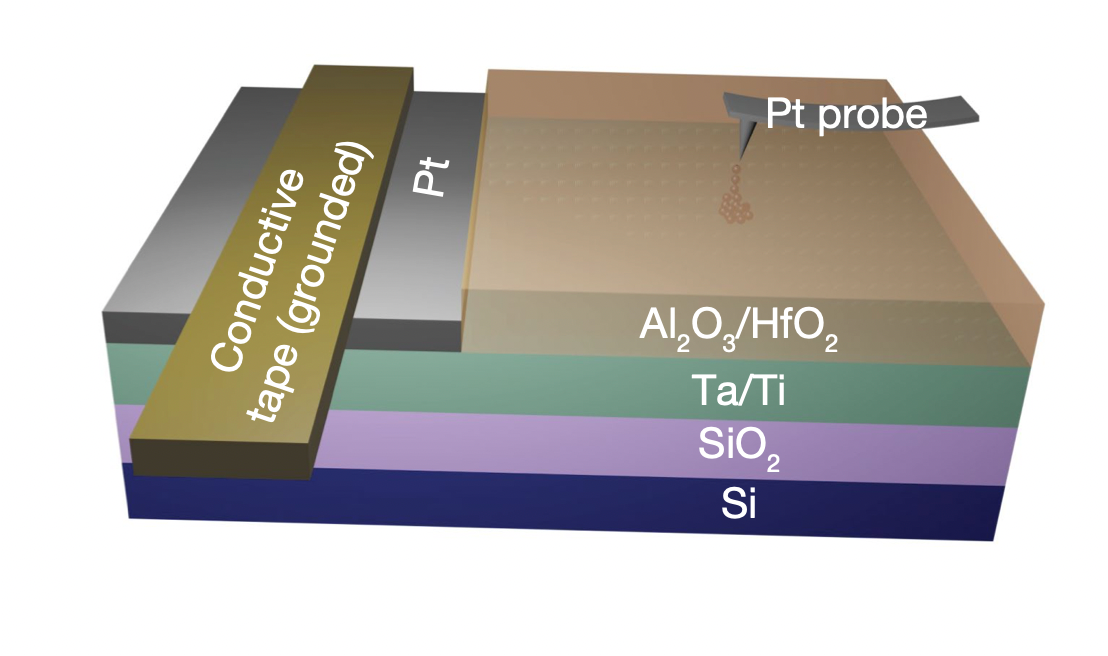 Conductive
tape (grounded)
Pt
Pt probe
Al₂O₃/HfO₂
Ta/Ti
SiO₂
Si